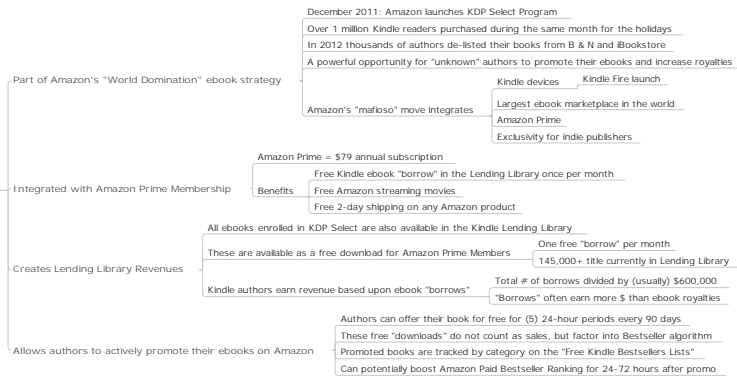 Part of Amazon's "World Domination" ebook strategy
December 2011: Amazon launches KDP Select Program
Over 1 million Kindle readers purchased during the same month for the holidays
In 2012 thousands of authors de-listed their books from B & N and iBookstore
A powerful opportunity for "unknown" authors to promote their ebooks and increase royalties
Amazon's "mafioso" move integrates
Kindle devices
Kindle Fire launch
Largest ebook marketplace in the world
Amazon Prime
Exclusivity for indie publishers
Integrated with Amazon Prime Membership
Amazon Prime = $79 annual subscription
Benefits
Free Kindle ebook "borrow" in the Lending Library once per month
Free Amazon streaming movies
Free 2-day shipping on any Amazon product
Creates Lending Library Revenues
All ebooks enrolled in KDP Select are also available in the Kindle Lending Library
These are available as a free download for Amazon Prime Members
One free "borrow" per month
145,000+ title currently in Lending Library
Kindle authors earn revenue based upon ebook "borrows"
Total # of borrows divided by (usually) $600,000
"Borrows" often earn more $ than ebook royalties
Allows authors to actively promote their ebooks on Amazon
Authors can offer their book for free for (5) 24-hour periods every 90 days
These free "downloads" do not count as sales, but factor into Bestseller algorithm
Promoted books are tracked by category on the "Free Kindle Bestsellers Lists"
Can potentially boost Amazon Paid Bestseller Ranking for 24-72 hours after promo